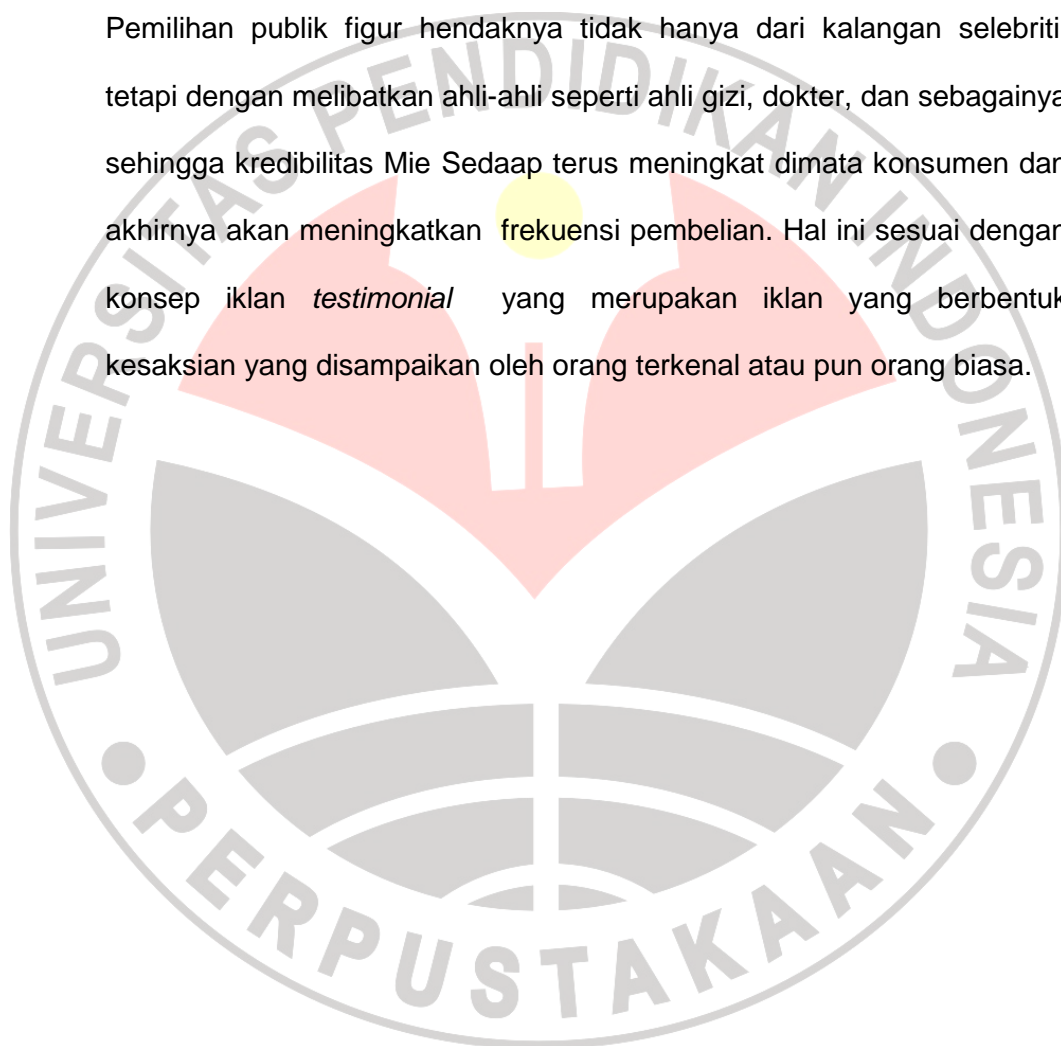 Pemilihan publik figur hendaknya tidak hanya dari kalangan selebriti
tetapi dengan melibatkan ahli-ahli seperti ahli gizi, dokter, dan sebagainya
sehingga kredibilitas Mie Sedaap terus meningkat dimata konsumen dan
akhirnya akan meningkatkan frekuensi pembelian. Hal ini sesuai dengan
konsep iklan testimonial yang merupakan iklan yang berbentuk
kesaksian yang disampaikan oleh orang terkenal atau pun orang biasa.
UNIVERSITAS PENDIDIKAN INDONESIA
PERPUSTAKAAN